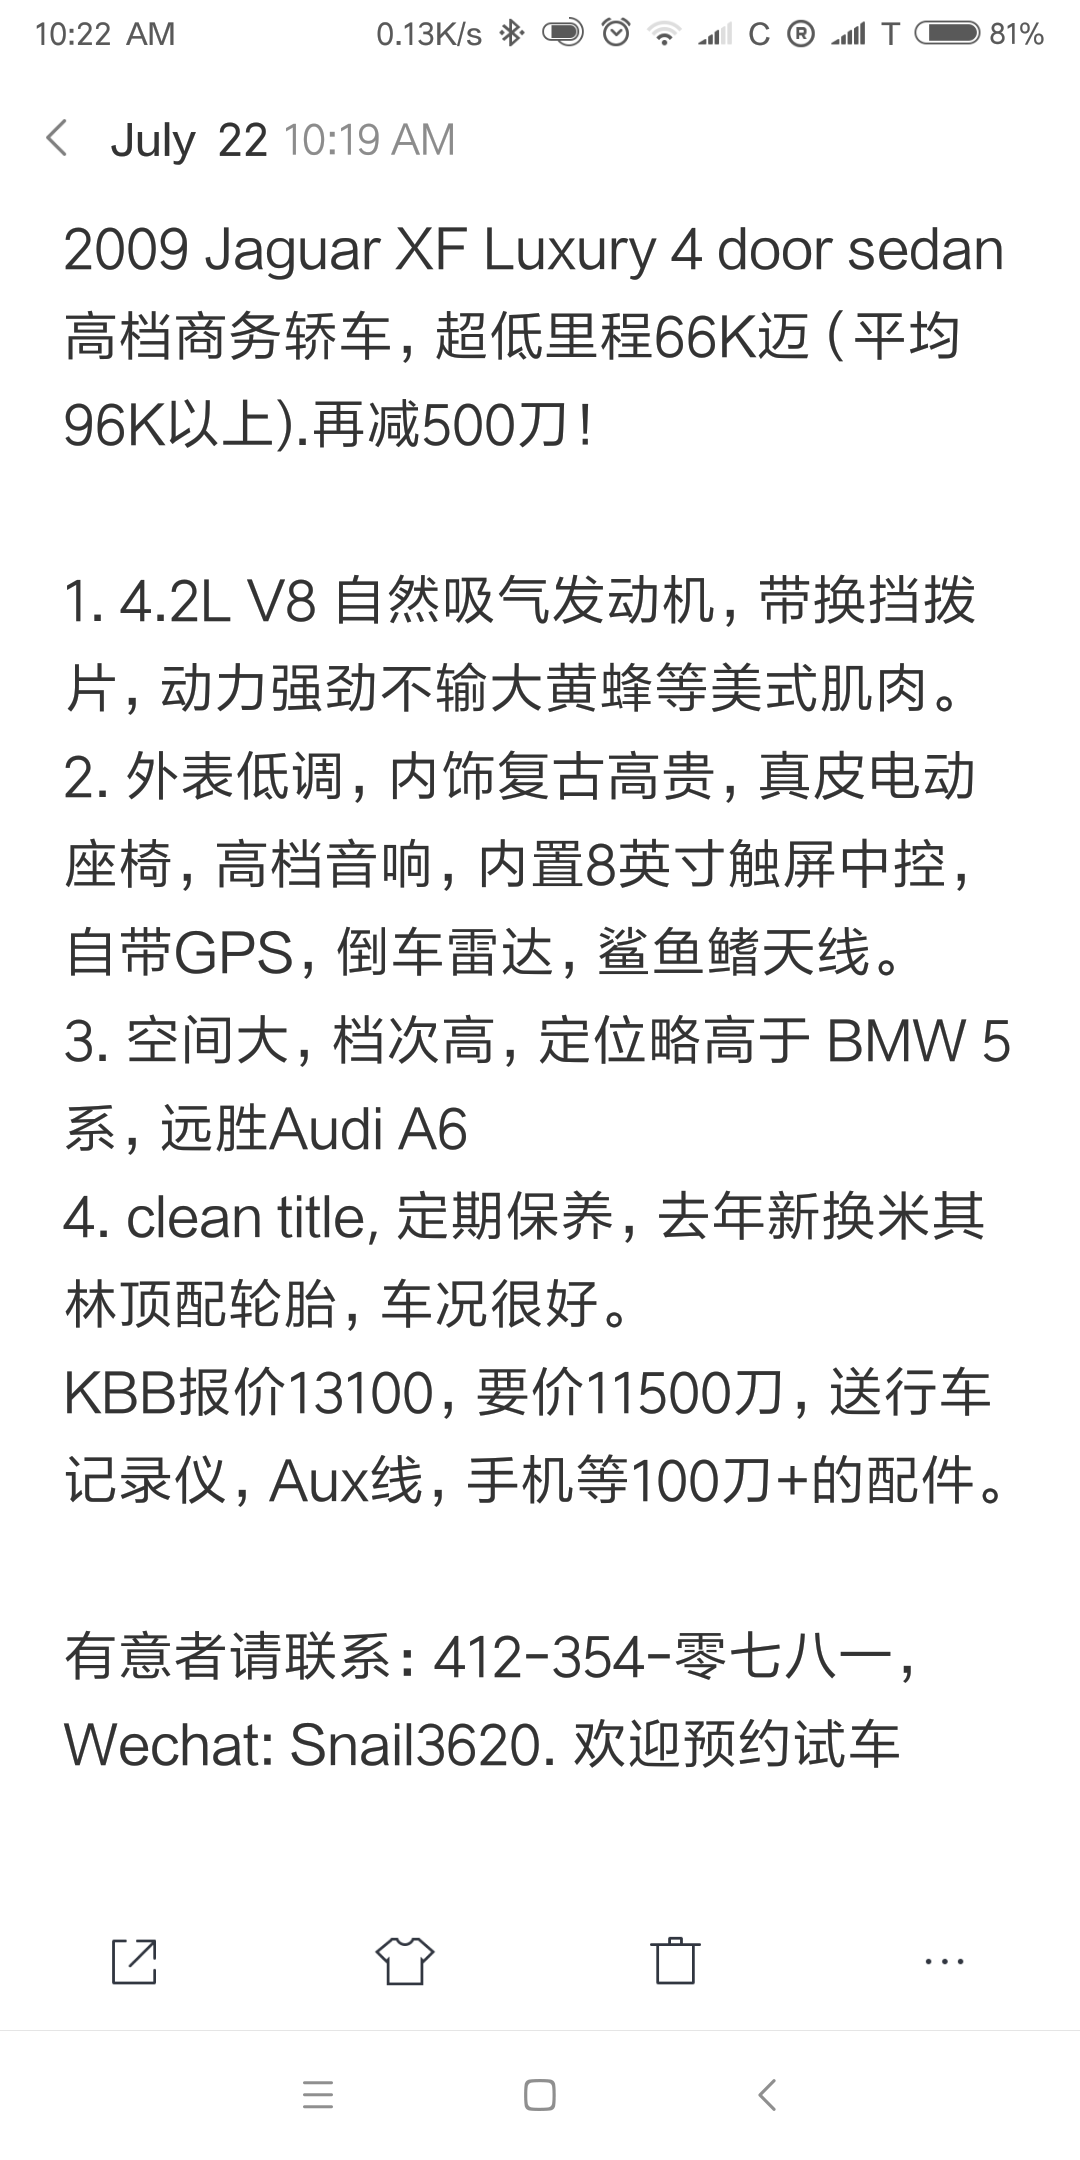 10:22 AM 0.13K/s C R T 81%
July 22 10:19 AM
2009 Jaguar XF Luxury 4 door sedan
高档商务轿车，超低里程66K迈（平均
96K以上).再减500刀！
1. 4.2L V8 自然吸气发动机，带换挡拨
片，动力强劲不输大黄蜂等美式肌肉。
2. 外表低调，内饰复古高贵，真皮电动
座椅，高档音响，内置8英寸触屏中控，
自带GPS，倒车雷达，鲨鱼鳍天线。
3. 空间大，档次高，定位略高于 BMW 5
系，远胜Audi A6
4. clean title, 定期保养，去年新换米其
林顶配轮胎，车况很好。
KBB报价13100，要价11500刀，送行车
记录仪，Aux线，手机等100刀+的配件。
有意者请联系：412-354-零七八一，
Wechat: Snail3620. 欢迎预约试车